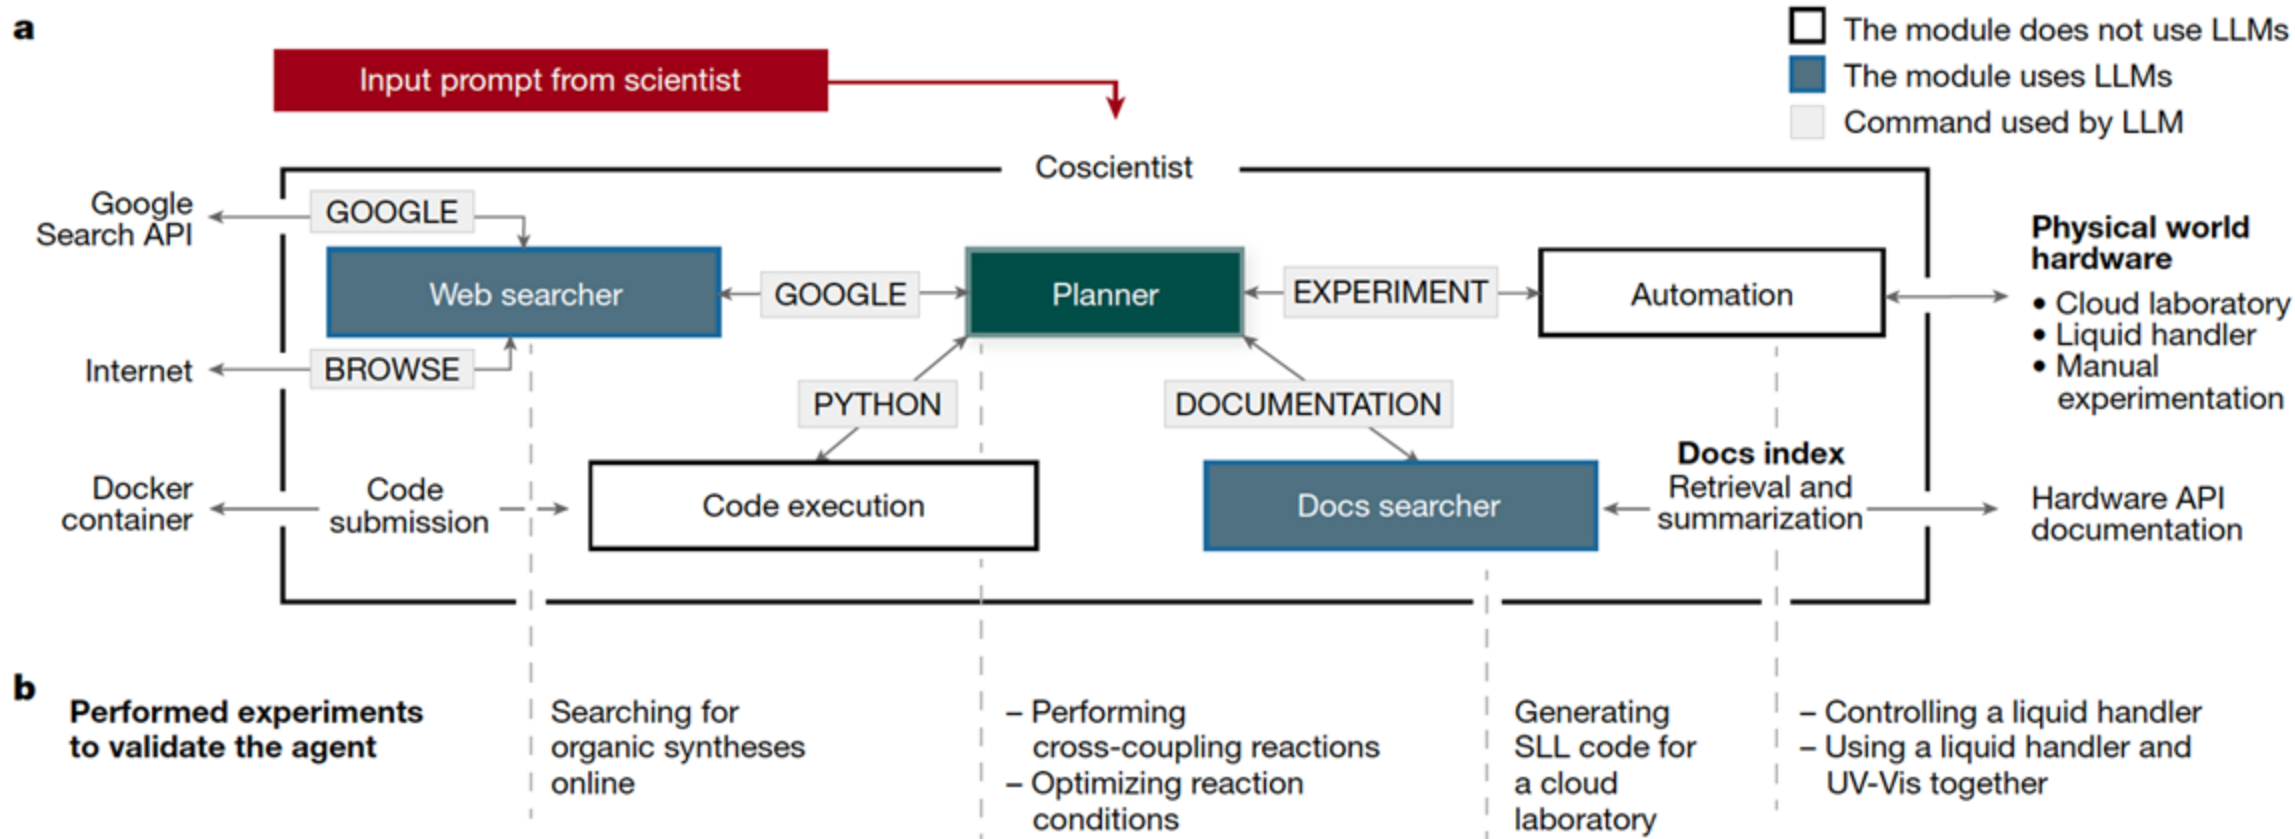 a
The module does not use LLMs
The module uses LLMs
Command used by LLM
Input prompt from scientist
Coscientist
Google
Search API
GOOGLE
Web searcher
GOOGLE
Planner
EXPERIMENT
Automation
Physical world
hardware
• Cloud laboratory
• Liquid handler
• Manual
experimentation
Internet
BROWSE
PYTHON
DOCUMENTATION
Docker
container
Code
submission
Code execution
Docs searcher
Docs index
Retrieval and
summarization
Hardware API
documentation
b
Performed experiments
to validate the agent
Searching for
organic syntheses
online
– Performing
cross-coupling reactions
– Optimizing reaction
conditions
Generating
SLL code for
a cloud
laboratory
– Controlling a liquid handler
– Using a liquid handler and
UV-Vis together